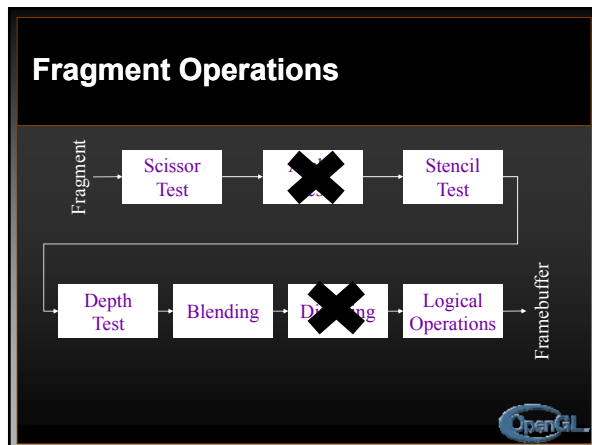 Fragment Operations
Fragment
Scissor
Test
Stencil
Test
Depth
Test
Blending
Logical
Operations
Framebuffer
OpenGL